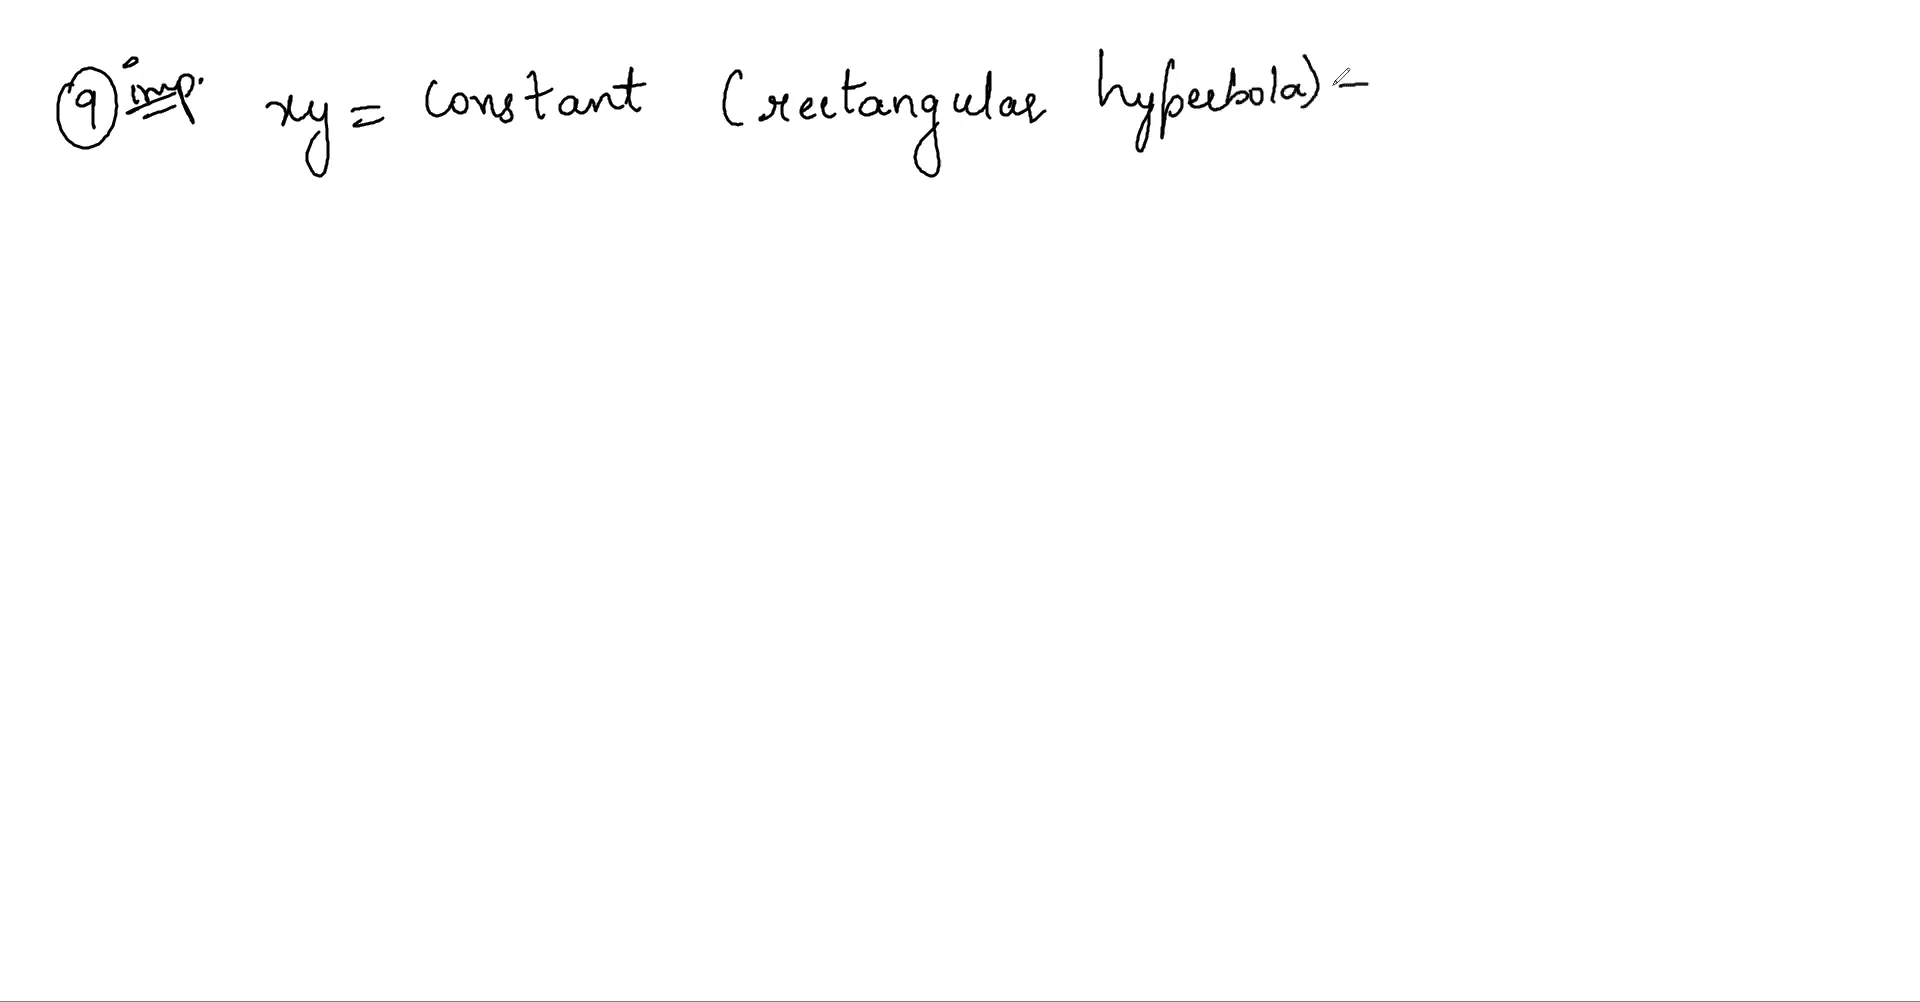 9 imp. xy = constant (rectangular hyperbola) -